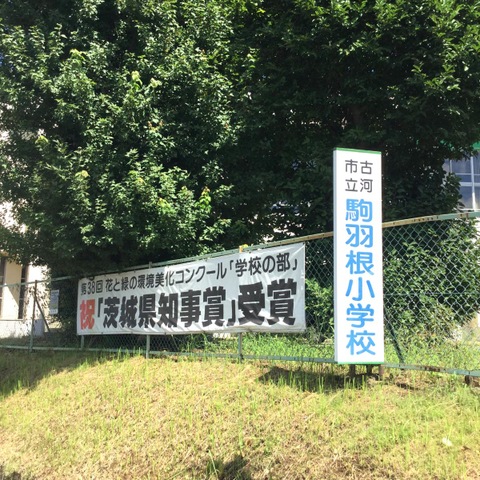 第38回 花と緑の環境美化コンクール「学校の部」
祝「茨城県知事賞」受賞
古河
市立
駒羽根小学校